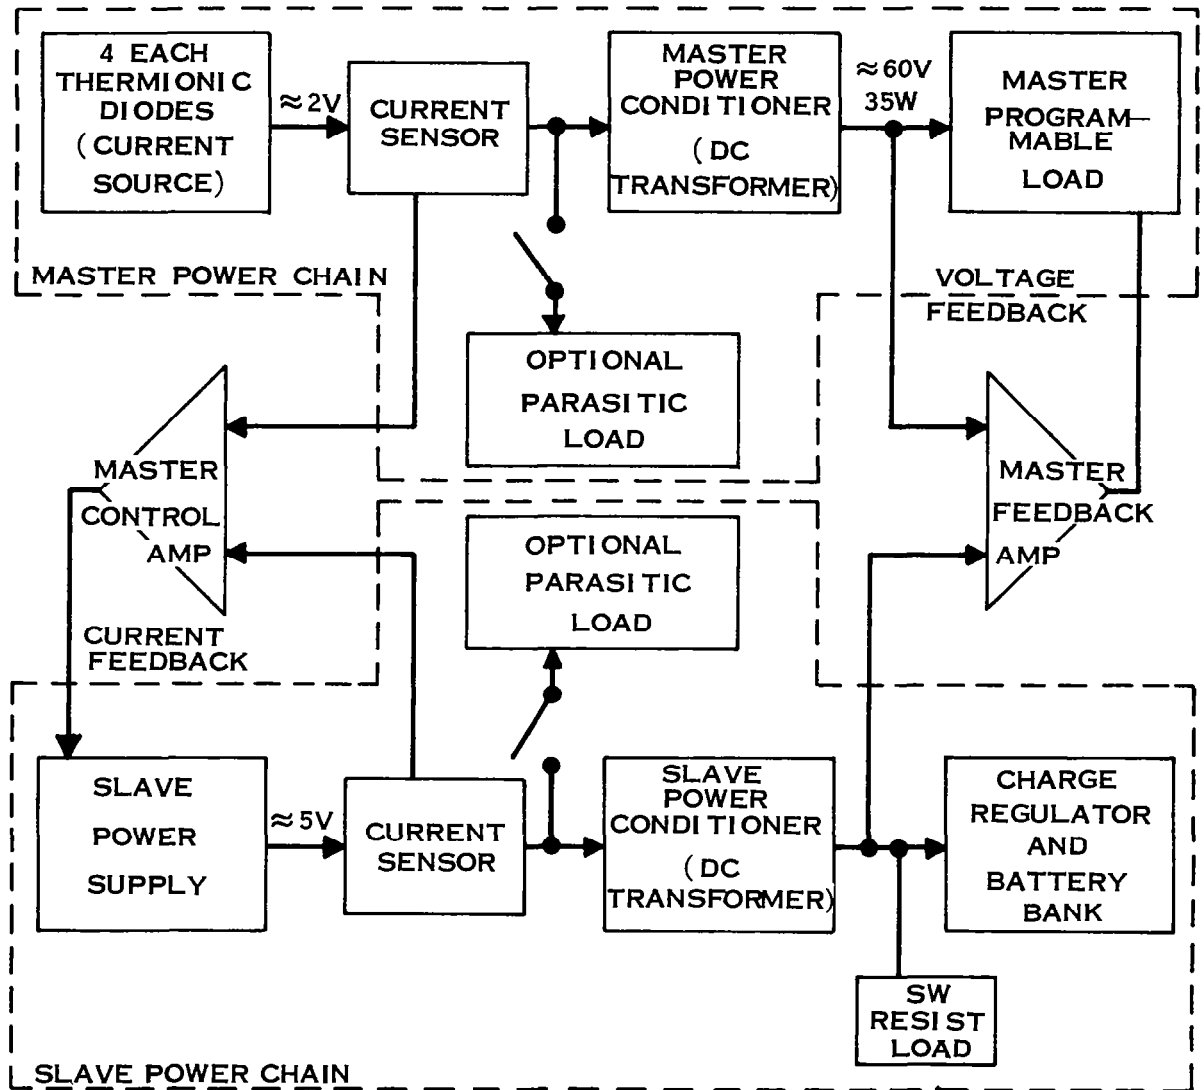 4 EACH
THERMIONIC
DIODES
(CURRENT
SOURCE)
≈2V
CURRENT
SENSOR
MASTER
POWER
CONDITIONER
(DC
TRANSFORMER)
≈60V
35W
MASTER
PROGRAM-
MABLE
LOAD
MASTER POWER CHAIN
VOLTAGE
FEEDBACK
OPTIONAL
PARASITIC
LOAD
MASTER
CONTROL
AMP
MASTER
FEEDBACK
AMP
OPTIONAL
PARASITIC
LOAD
CURRENT
FEEDBACK
SLAVE
POWER
SUPPLY
≈5V
CURRENT
SENSOR
SLAVE
POWER
CONDITIONER
(DC
TRANSFORMER)
CHARGE
REGULATOR
AND
BATTERY
BANK
SW
RESIST
LOAD
SLAVE POWER CHAIN